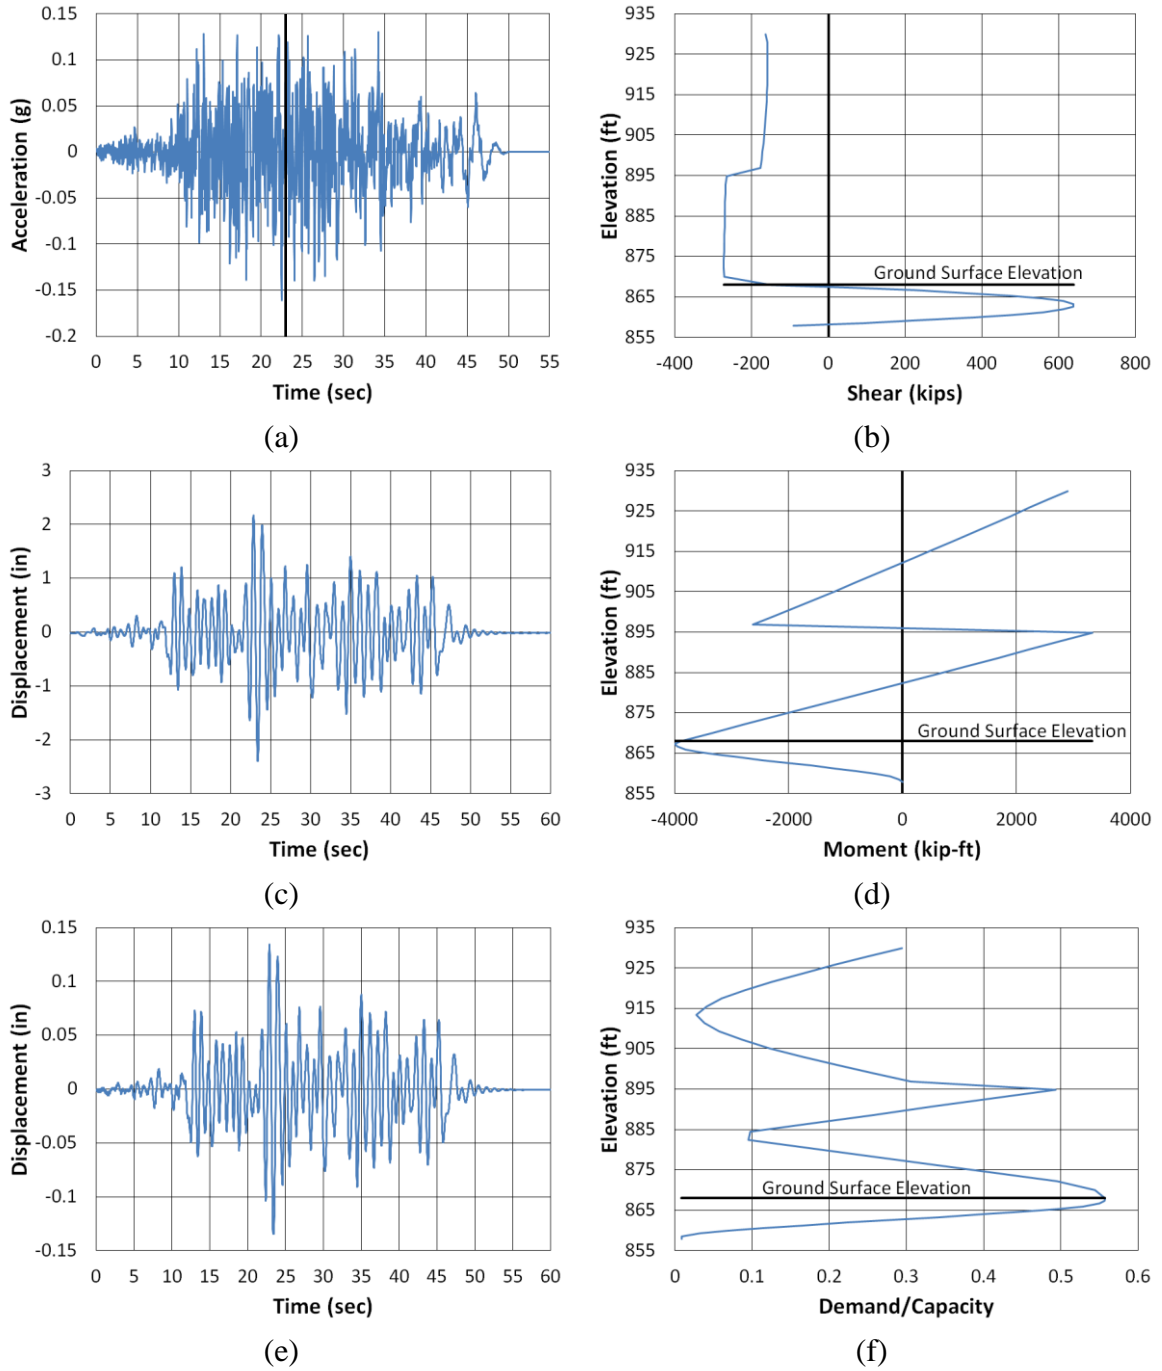 0.15
0.1
0.05
0
-0.05
-0.1
-0.15
-0.2
Acceleration (g)
0 5 10 15 20 25 30 35 40 45 50 55
Time (sec)
(a)
935
925
915
905
895
885
875
865
855
Elevation (ft)
Ground Surface Elevation
-400 -200 0 200 400 600 800
Shear (kips)
(b)
3
2
1
0
-1
-2
-3
Displacement (in)
0 5 10 15 20 25 30 35 40 45 50 55 60
Time (sec)
(c)
935
925
915
905
895
885
875
865
855
Elevation (ft)
Ground Surface Elevation
-4000 -2000 0 2000 4000
Moment (kip-ft)
(d)
0.15
0.1
0.05
0
-0.05
-0.1
-0.15
Displacement (in)
0 5 10 15 20 25 30 35 40 45 50 55 60
Time (sec)
(e)
935
925
915
905
895
885
875
865
855
Elevation (ft)
Ground Surface Elevation
0 0.1 0.2 0.3 0.4 0.5 0.6
Demand/Capacity
(f)